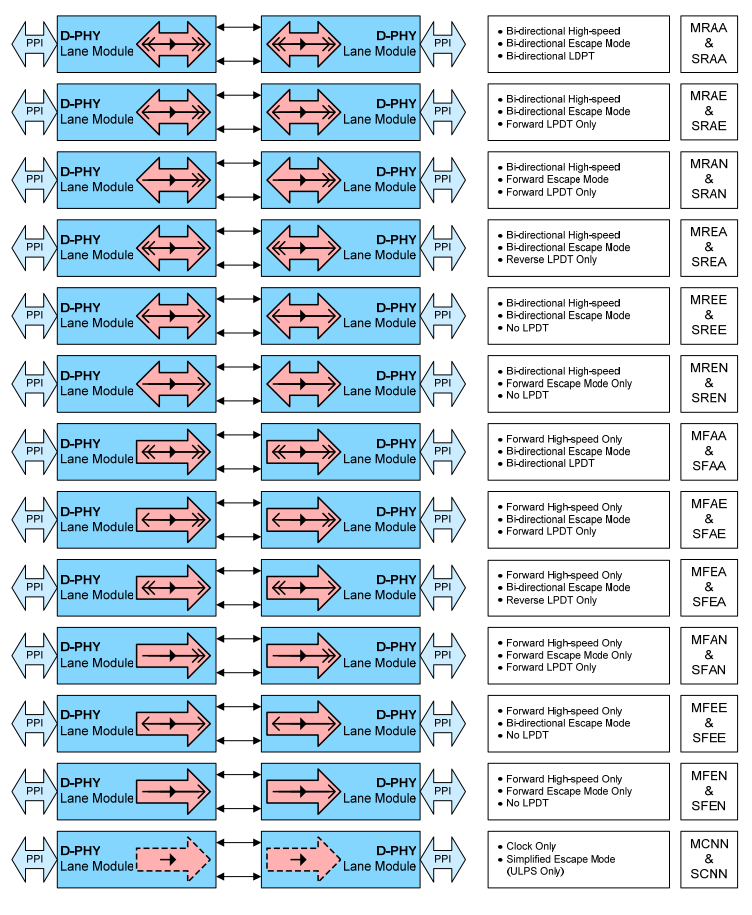 PPI D-PHY Lane Module D-PHY Lane Module PPI
• Bi-directional High-speed
• Bi-directional Escape Mode
• Bi-directional LDPT
MRAA
&
SRAA
PPI D-PHY Lane Module D-PHY Lane Module PPI
• Bi-directional High-speed
• Bi-directional Escape Mode
• Forward LPDT Only
MRAE
&
SRAE
PPI D-PHY Lane Module D-PHY Lane Module PPI
• Bi-directional High-speed
• Forward Escape Mode
• Forward LPDT Only
MRAN
&
SRAN
PPI D-PHY Lane Module D-PHY Lane Module PPI
• Bi-directional High-speed
• Bi-directional Escape Mode
• Reverse LPDT Only
MREA
&
SREA
PPI D-PHY Lane Module D-PHY Lane Module PPI
• Bi-directional High-speed
• Bi-directional Escape Mode
• No LPDT
MREE
&
SREE
PPI D-PHY Lane Module D-PHY Lane Module PPI
• Bi-directional High-speed
• Forward Escape Mode Only
• No LPDT
MREN
&
SREN
PPI D-PHY Lane Module D-PHY Lane Module PPI
• Forward High-speed Only
• Bi-directional Escape Mode
• Bi-directional LPDT
MFAA
&
SFAA
PPI D-PHY Lane Module D-PHY Lane Module PPI
• Forward High-speed Only
• Bi-directional Escape Mode
• Forward LPDT Only
MFAE
&
SFAE
PPI D-PHY Lane Module D-PHY Lane Module PPI
• Forward High-speed Only
• Bi-directional Escape Mode
• Reverse LPDT Only
MFEA
&
SFEA
PPI D-PHY Lane Module D-PHY Lane Module PPI
• Forward High-speed Only
• Forward Escape Mode Only
• Forward LPDT Only
MFAN
&
SFAN
PPI D-PHY Lane Module D-PHY Lane Module PPI
• Forward High-speed Only
• Bi-directional Escape Mode
• No LPDT
MFEE
&
SFEE
PPI D-PHY Lane Module D-PHY Lane Module PPI
• Forward High-speed Only
• Forward Escape Mode Only
• No LPDT
MFEN
&
SFEN
PPI D-PHY Lane Module D-PHY Lane Module PPI
• Clock Only
• Simplified Escape Mode
(ULPS Only)
MCNN
&
SCNN